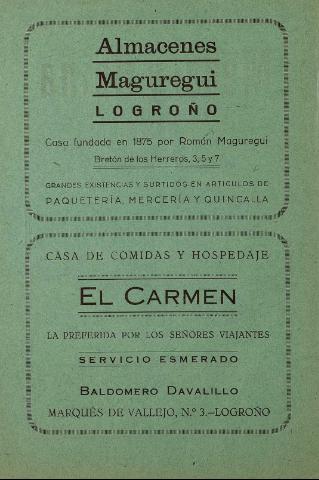 Almacenes
Maguregui
LOGROÑO
Casa fundada en 1875 por Román Maguregui
Bretón de los Herreros, 3, 5 y 7
GRANDES EXISTENCIAS Y SURTIDOS EN ARTICULOS DE
PAQUETERÍA, MERCERÍA Y QUINCALLA
CASA DE COMIDAS Y HOSPEDAJE
EL CARMEN
LA PREFERIDA POR LOS SEÑORES VIAJANTES
SERVICIO ESMERADO
BALDOMERO DAVALILLO
MARQUÉS DE VALLEJO, N.º 3.—LOGROÑO